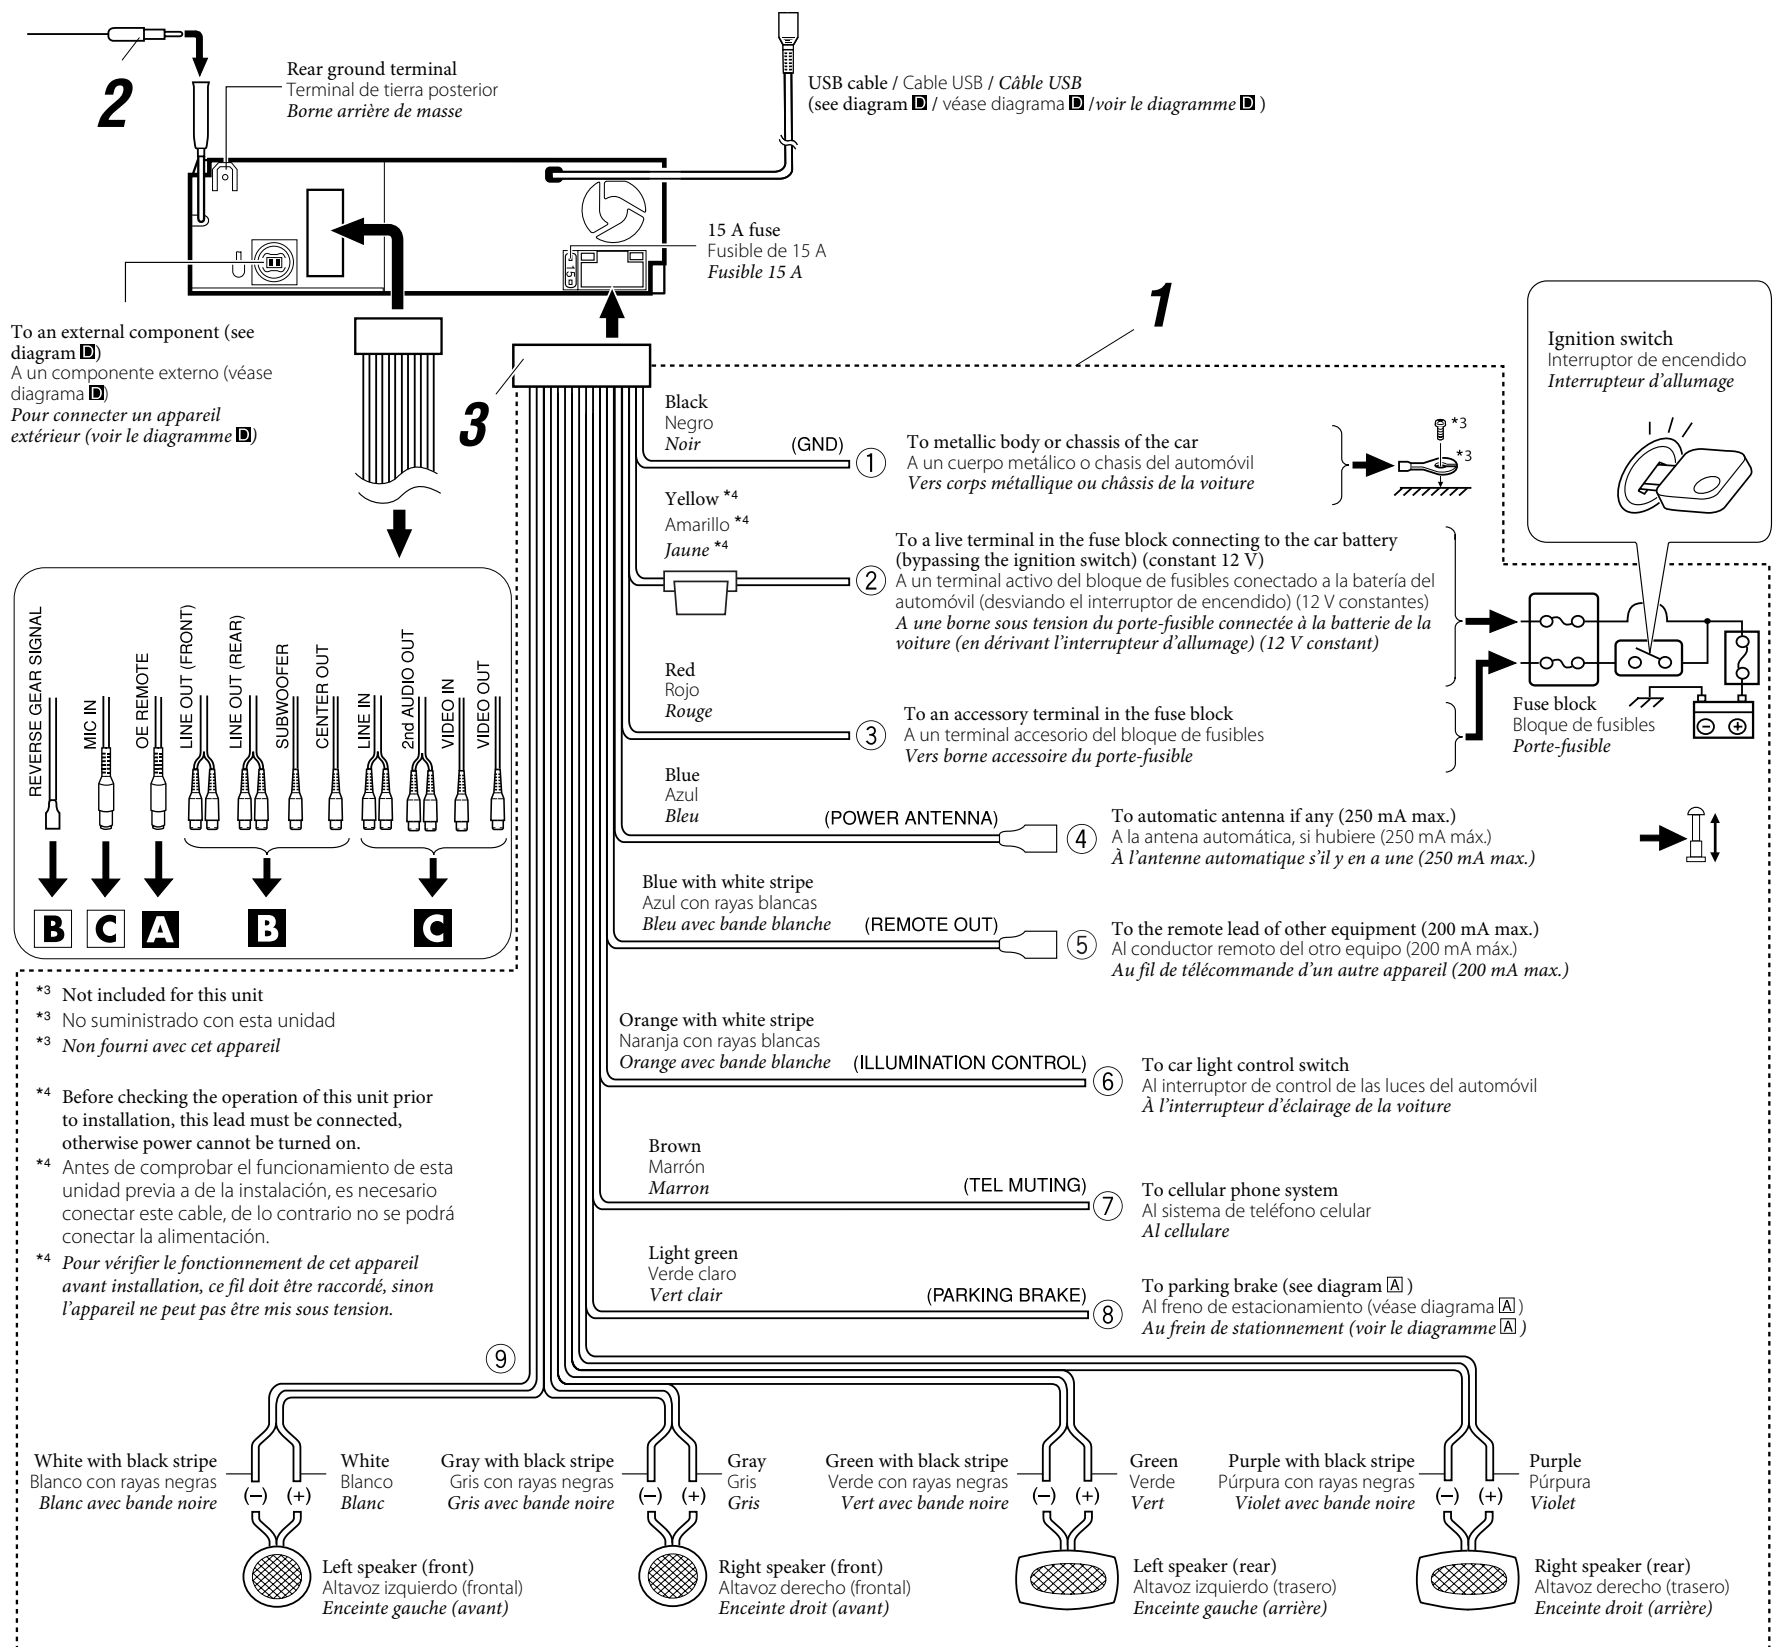 2
Rear ground terminal
Terminal de tierra posterior
Borne arrière de masse
USB cable / Cable USB / Câble USB
(see diagram D / véase diagrama D / voir le diagramme D )
15 A fuse
Fusible de 15 A
Fusible 15 A
15
To an external component (see
diagram D)
A un componente externo (véase
diagrama D)
Pour connecter un appareil
extérieur (voir le diagramme D)
1
3
Ignition switch
Interruptor de encendido
Interrupteur d’allumage
Black
Negro
Noir
(GND)
1
To metallic body or chassis of the car
A un cuerpo metálico o chasis del automóvil
Vers corps métallique ou châssis de la voiture
*3
*3
Yellow *4
Amarillo *4
Jaune *4
2
To a live terminal in the fuse block connecting to the car battery
(bypassing the ignition switch) (constant 12 V)
A un terminal activo del bloque de fusibles conectado a la batería del
automóvil (desviando el interruptor de encendido) (12 V constantes)
A une borne sous tension du porte-fusible connectée à la batterie de la
voiture (en dérivant l’interrupteur d’allumage) (12 V constant)
Red
Rojo
Rouge
3
To an accessory terminal in the fuse block
A un terminal accesorio del bloque de fusibles
Vers borne accessoire du porte-fusible
Fuse block
Bloque de fusibles
Porte-fusible
Blue
Azul
Bleu
(POWER ANTENNA)
4
To automatic antenna if any (250 mA max.)
A la antena automática, si hubiere (250 mA máx.)
À l’antenne automatique s’il y en a une (250 mA max.)
Blue with white stripe
Azul con rayas blancas
Bleu avec bande blanche
(REMOTE OUT)
5
To the remote lead of other equipment (200 mA max.)
Al conductor remoto del otro equipo (200 mA máx.)
Au fil de télécommande d’un autre appareil (200 mA max.)
Orange with white stripe
Naranja con rayas blancas
Orange avec bande blanche
(ILLUMINATION CONTROL)
6
To car light control switch
Al interruptor de control de las luces del automóvil
À l’interrupteur d’éclairage de la voiture
Brown
Marrón
Marron
(TEL MUTING)
7
To cellular phone system
Al sistema de teléfono celular
Al cellulare
Light green
Verde claro
Vert clair
(PARKING BRAKE)
8
To parking brake (see diagram A )
Al freno de estacionamiento (véase diagrama A )
Au frein de stationnement (voir le diagramme A )
REVERSE GEAR SIGNAL
MIC IN
OE REMOTE
LINE OUT (FRONT)
LINE OUT (REAR)
SUBWOOFER
CENTER OUT
LINE IN
2nd AUDIO OUT
VIDEO IN
VIDEO OUT
B
C
A
B
C
*3 Not included for this unit
*3 No suministrado con esta unidad
*3 Non fourni avec cet appareil
*4 Before checking the operation of this unit prior
to installation, this lead must be connected,
otherwise power cannot be turned on.
*4 Antes de comprobar el funcionamiento de esta
unidad previa a de la instalación, es necesario
conectar este cable, de lo contrario no se podrá
conectar la alimentación.
*4 Pour vérifier le fonctionnement de cet appareil
avant installation, ce fil doit être raccordé, sinon
l’appareil ne peut pas être mis sous tension.
9
White with black stripe
Blanco con rayas negras
Blanc avec bande noire
(−)
(+)
White
Blanco
Blanc
Left speaker (front)
Altavoz izquierdo (frontal)
Enceinte gauche (avant)
Gray with black stripe
Gris con rayas negras
Gris avec bande noire
(−)
(+)
Gray
Gris
Gris
Right speaker (front)
Altavoz derecho (frontal)
Enceinte droit (avant)
Green with black stripe
Verde con rayas negras
Vert avec bande noire
(−)
(+)
Green
Verde
Vert
Left speaker (rear)
Altavoz izquierdo (trasero)
Enceinte gauche (arrière)
Purple with black stripe
Púrpura con rayas negras
Violet avec bande noire
(−)
(+)
Purple
Púrpura
Violet
Right speaker (rear)
Altavoz derecho (trasero)
Enceinte droit (arrière)